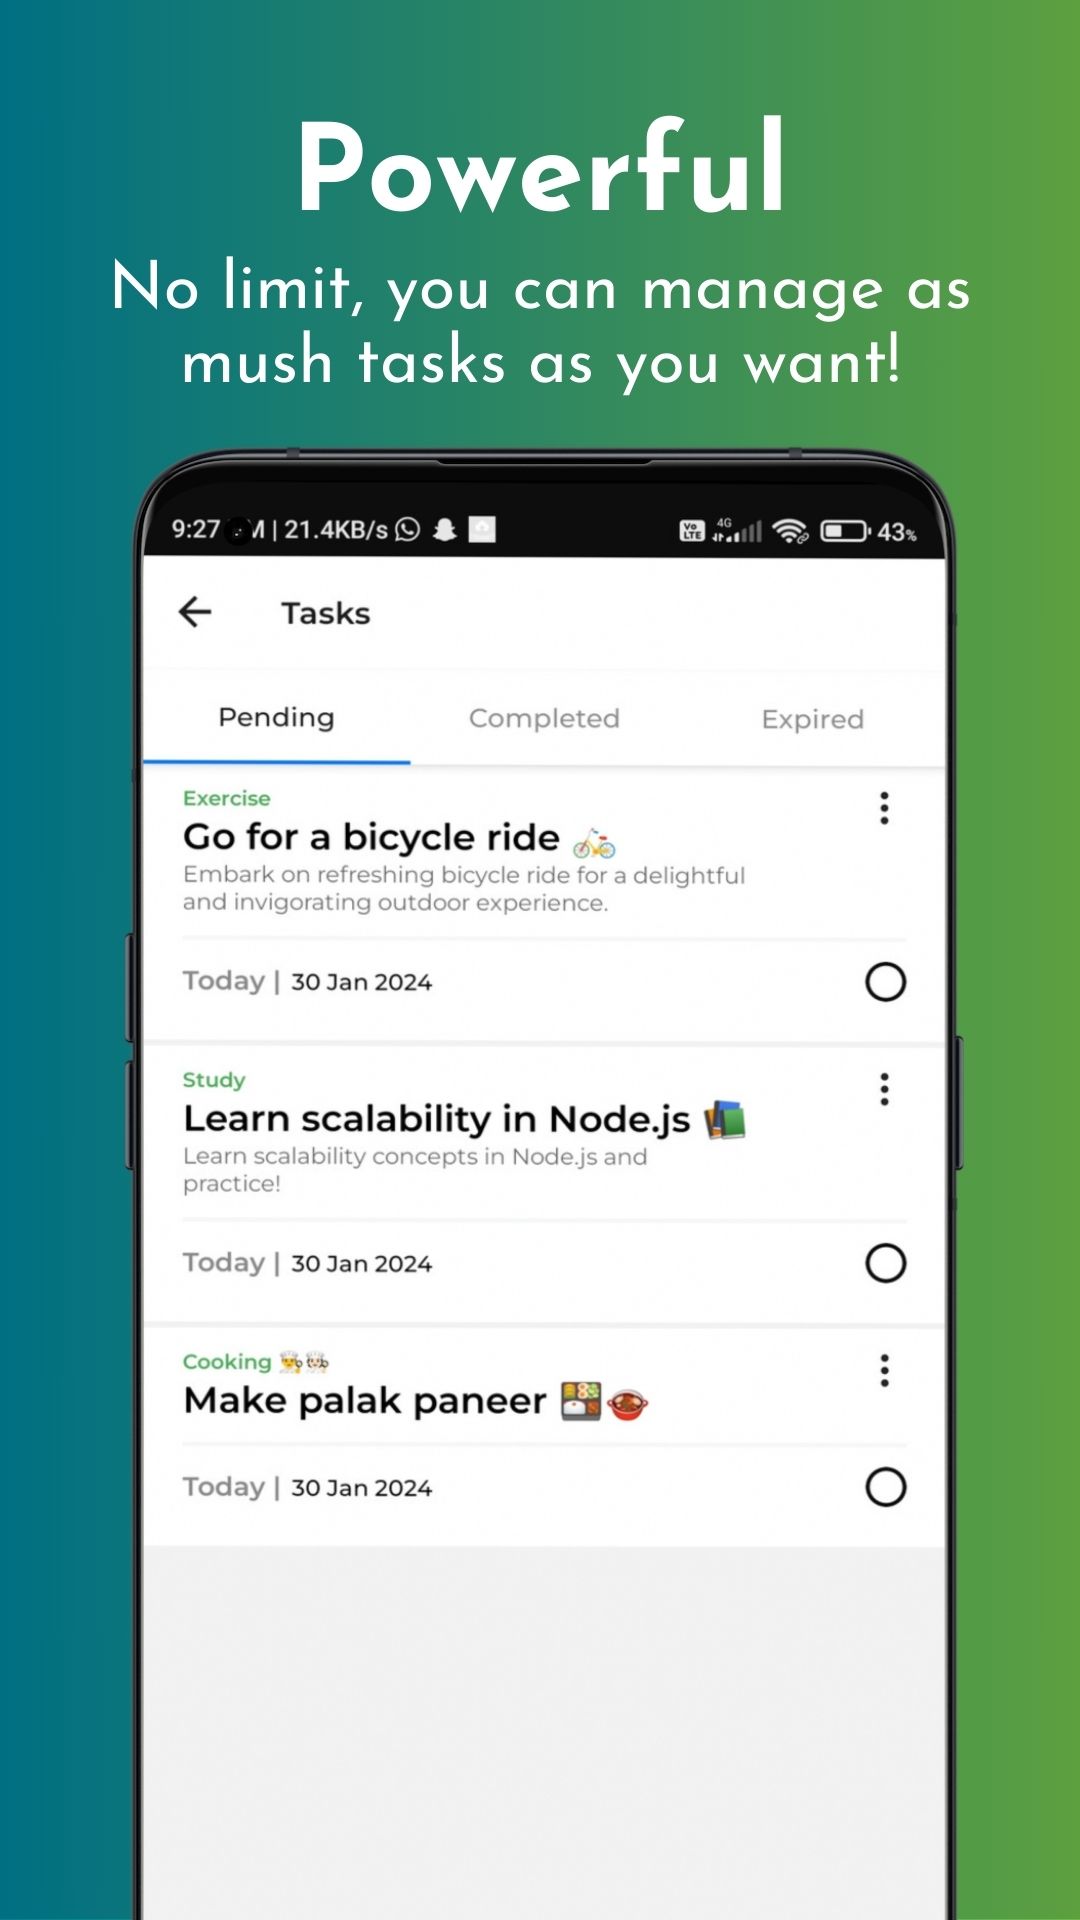 Powerful
No limit, you can manage as
mush tasks as you want!
9:27 M | 21.4KB/s Vo LTE 4G 43%
Tasks
Pending Completed Expired
Exercise
Go for a bicycle ride 🚲
Embark on refreshing bicycle ride for a delightful
and invigorating outdoor experience.
Today | 30 Jan 2024
Study
Learn scalability in Node.js 📚
Learn scalability concepts in Node.js and
practice!
Today | 30 Jan 2024
Cooking 👨‍🍳👩🏻‍🍳
Make palak paneer 🍱🍲
Today | 30 Jan 2024